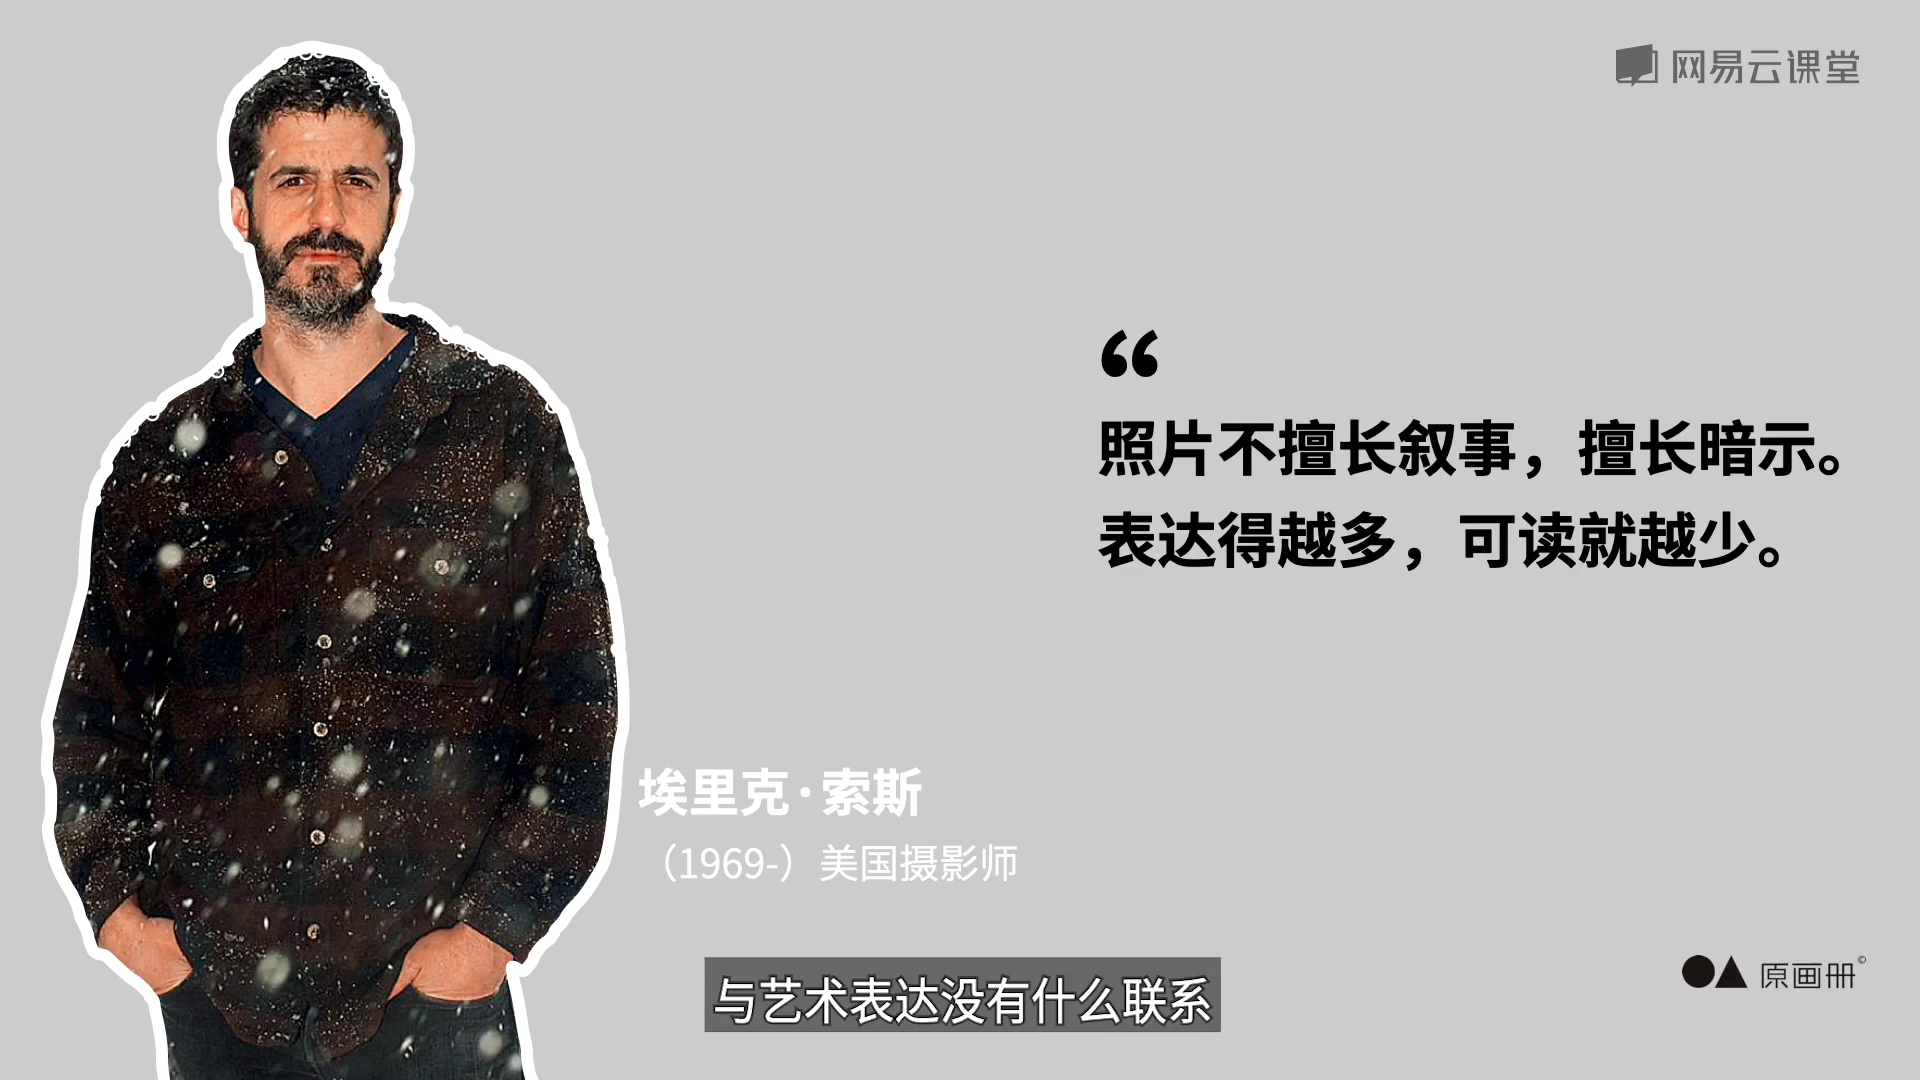 网易云课堂
“
照片不擅长叙事，擅长暗示。
表达得越多，可读就越少。
埃里克·索斯
（1969-）美国摄影师
原画册©
与艺术表达没有什么联系